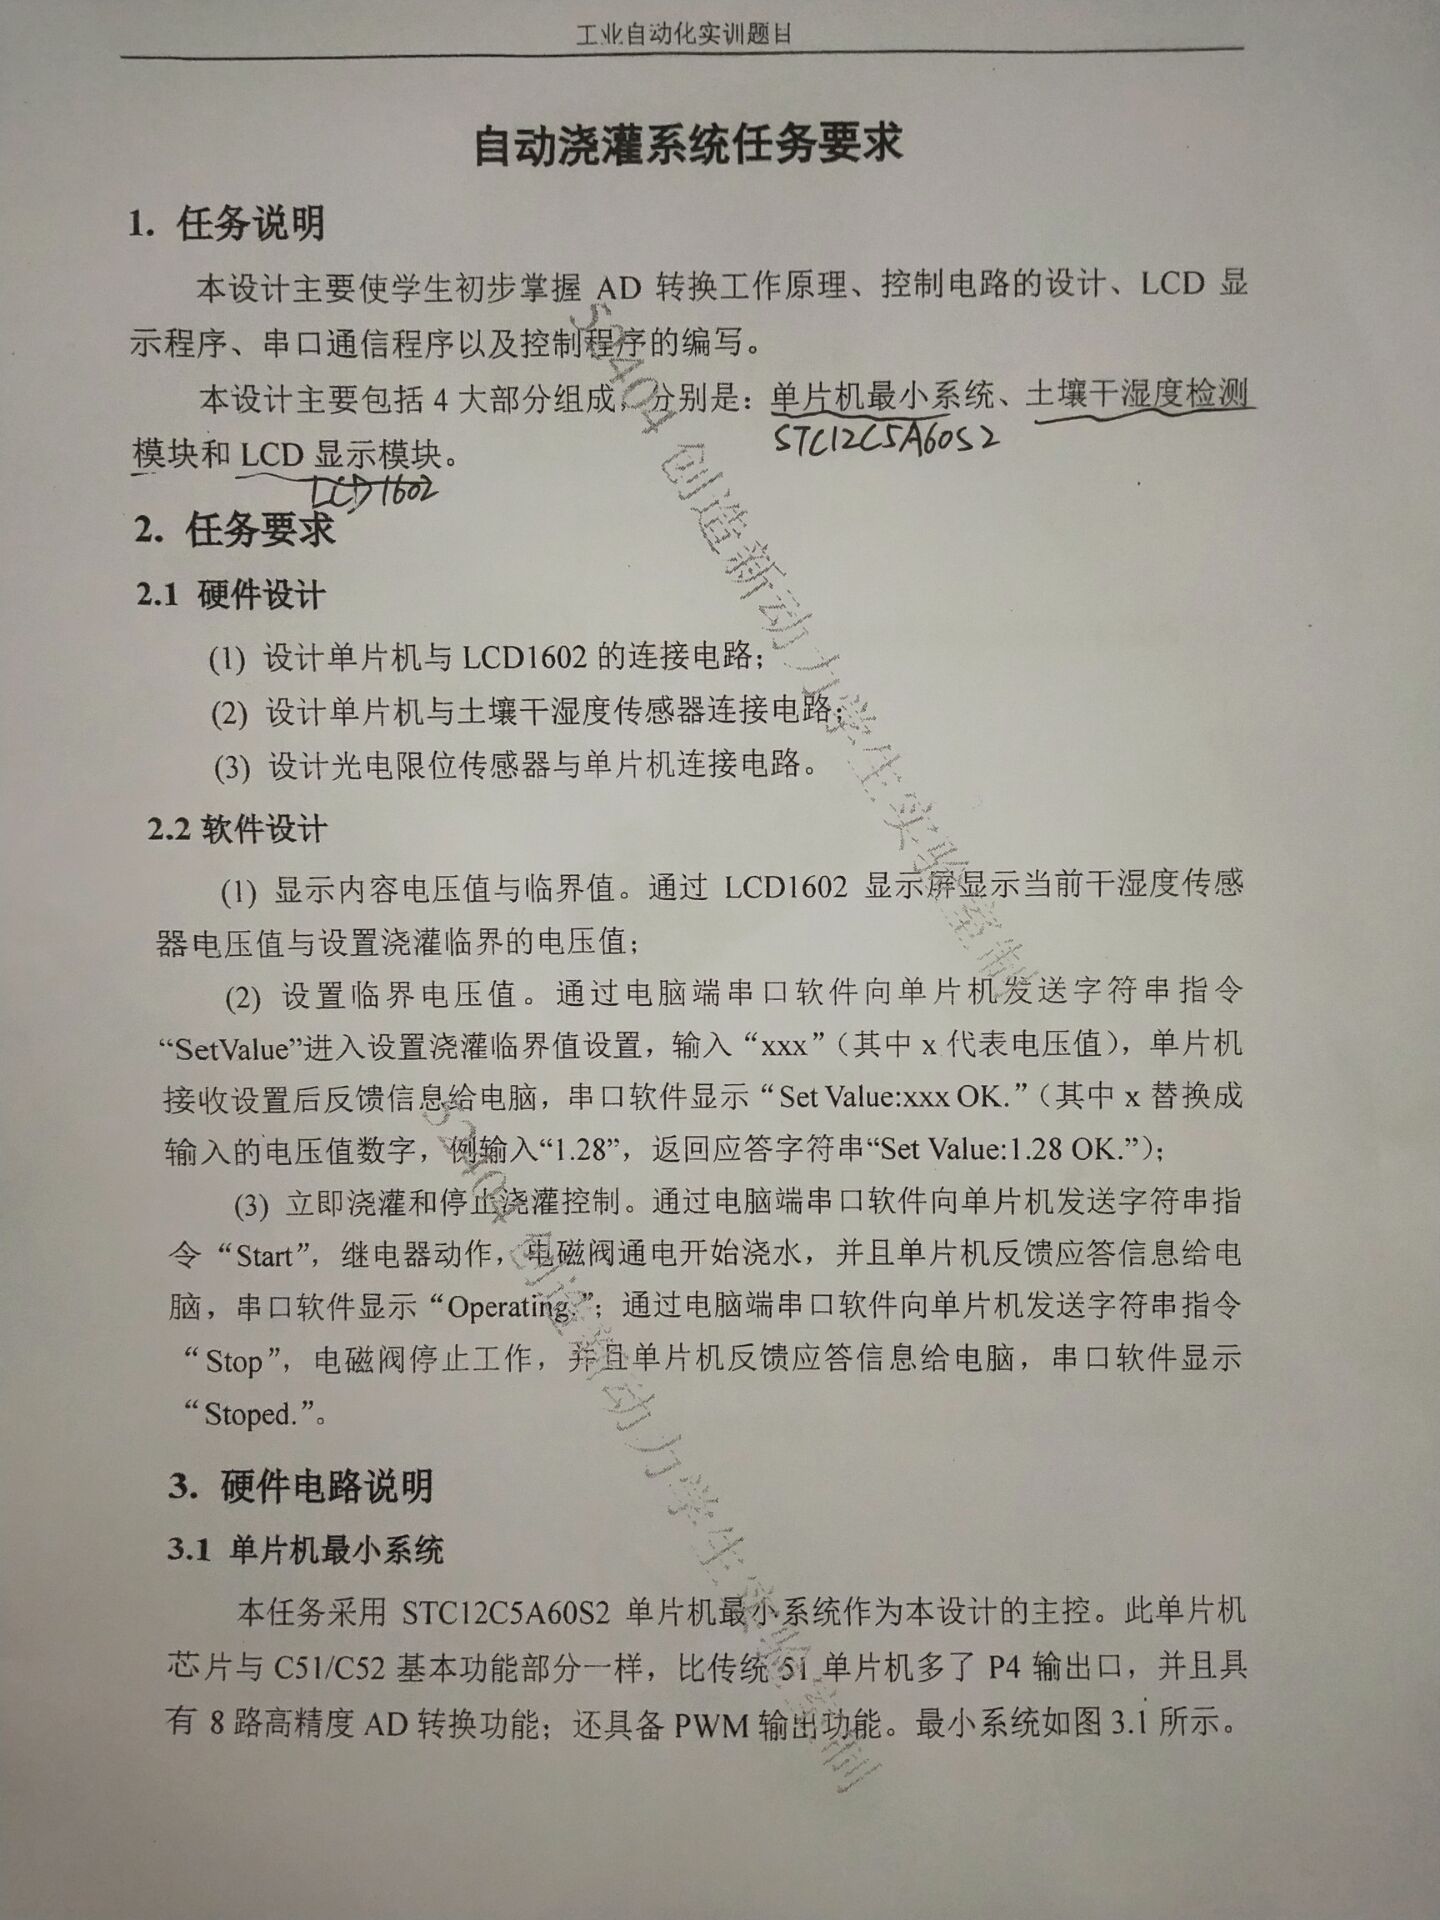 工业自动化实训题目
自动浇灌系统任务要求
1. 任务说明
本设计主要使学生初步掌握 AD 转换工作原理、控制电路的设计、LCD 显
示程序、串口通信程序以及控制程序的编写。
本设计主要包括 4 大部分组成，分别是：单片机最小系统、土壤干湿度检测
STC12C5A60S2
模块和 LCD 显示模块。
LCD1602
2. 任务要求
2.1 硬件设计
(1) 设计单片机与 LCD1602 的连接电路；
(2) 设计单片机与土壤干湿度传感器连接电路；
(3) 设计光电限位传感器与单片机连接电路。
2.2 软件设计
(1) 显示内容电压值与临界值。通过 LCD1602 显示屏显示当前干湿度传感
器电压值与设置浇灌临界的电压值；
(2) 设置临界电压值。通过电脑端串口软件向单片机发送字符串指令
“SetValue”进入设置浇灌临界值设置，输入“xxx”（其中 x 代表电压值），单片机
接收设置后反馈信息给电脑，串口软件显示“Set Value:xxx OK.”（其中 x 替换成
输入的电压值数字，例输入“1.28”，返回应答字符串“Set Value:1.28 OK.”）；
(3) 立即浇灌和停止浇灌控制。通过电脑端串口软件向单片机发送字符串指
令“Start”，继电器动作，电磁阀通电开始浇水，并且单片机反馈应答信息给电
脑，串口软件显示“Operating.”；通过电脑端串口软件向单片机发送字符串指令
“Stop”，电磁阀停止工作，并且单片机反馈应答信息给电脑，串口软件显示
“Stoped.”。
3. 硬件电路说明
3.1 单片机最小系统
本任务采用 STC12C5A60S2 单片机最小系统作为本设计的主控。此单片机
芯片与 C51/C52 基本功能部分一样，比传统 51 单片机多了 P4 输出口，并且具
有 8 路高精度 AD 转换功能；还具备 PWM 输出功能。最小系统如图 3.1 所示。
S2404 创造新动力学生实验室制
S2404 创造新动力学生实验室制